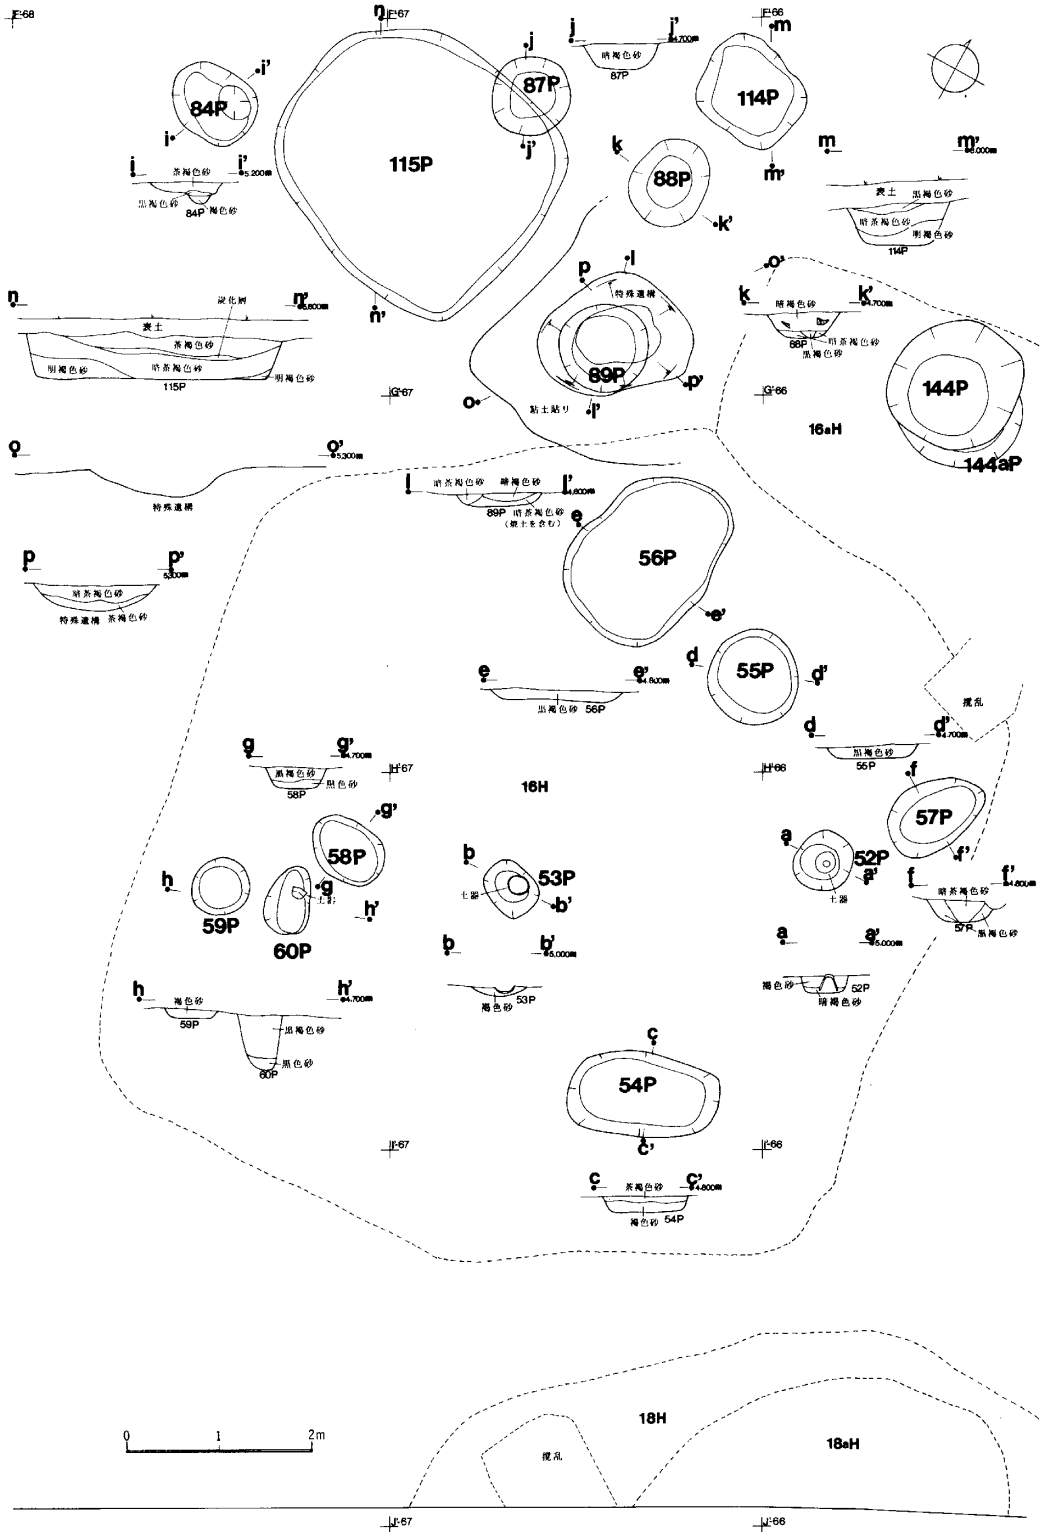 F-68
n
F-67
F-66
m
j
j'
4.700m
暗褐色砂
87P
j
87P
j'
i'
84P
i
114P
m'
115P
k
88P
k'
i
i'
5.200m
茶褐色砂
黒褐色砂
84P
褐色砂
m
m'
5.000m
表土
黒褐色砂
暗茶褐色砂
明褐色砂
114P
n
n'
炭化層
表土
茶褐色砂
明褐色砂
暗茶褐色砂
明褐色砂
115P
n'
p
l
特殊遺構
89P
p'
o
l'
粘土貼り
o'
k
k'
4.700m
暗褐色砂
88P
暗茶褐色砂
黒褐色砂
144P
144aP
G-67
G-66
16aH
o
o'
5.300m
特殊遺構
l
l'
4.800m
暗茶褐色砂
暗褐色砂
89P
暗茶褐色砂
(焼土を含む)
e
56P
e'
p
p'
5.300m
暗茶褐色砂
特殊遺構
茶褐色砂
d
55P
d'
e
e'
4.800m
黒褐色砂
56P
攪乱
d
d'
4.700m
黒褐色砂
55P
g
g'
4.700m
黒褐色砂
黒色砂
58P
H-67
16H
H-66
f
57P
f'
g'
58P
g
a
52P
a'
土器
b
53P
b'
土器
h
59P
60P
土器
h'
f
f'
4.800m
暗茶褐色砂
57P
黒褐色砂
b
b'
5.000m
褐色砂
53P
a
a'
5.000m
褐色砂
52P
暗褐色砂
h
h'
4.700m
褐色砂
59P
黒褐色砂
黒色砂
60P
c
54P
c'
I-67
I-66
c
c'
4.800m
茶褐色砂
褐色砂
54P
18H
18aH
攪乱
0
1
2m
J-67
J-66